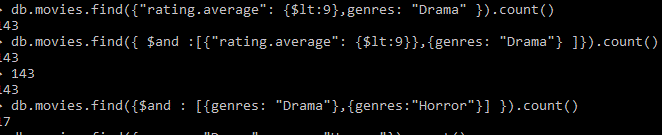 > db.movies.find({"rating.average": {$lt:9},genres: "Drama" }).count()
143
> db.movies.find({ $and :[{"rating.average": {$lt:9}},{genres: "Drama"} ]}).count()
143
> 143
143
> db.movies.find({$and : [{genres: "Drama"},{genres:"Horror"}] }).count()
17